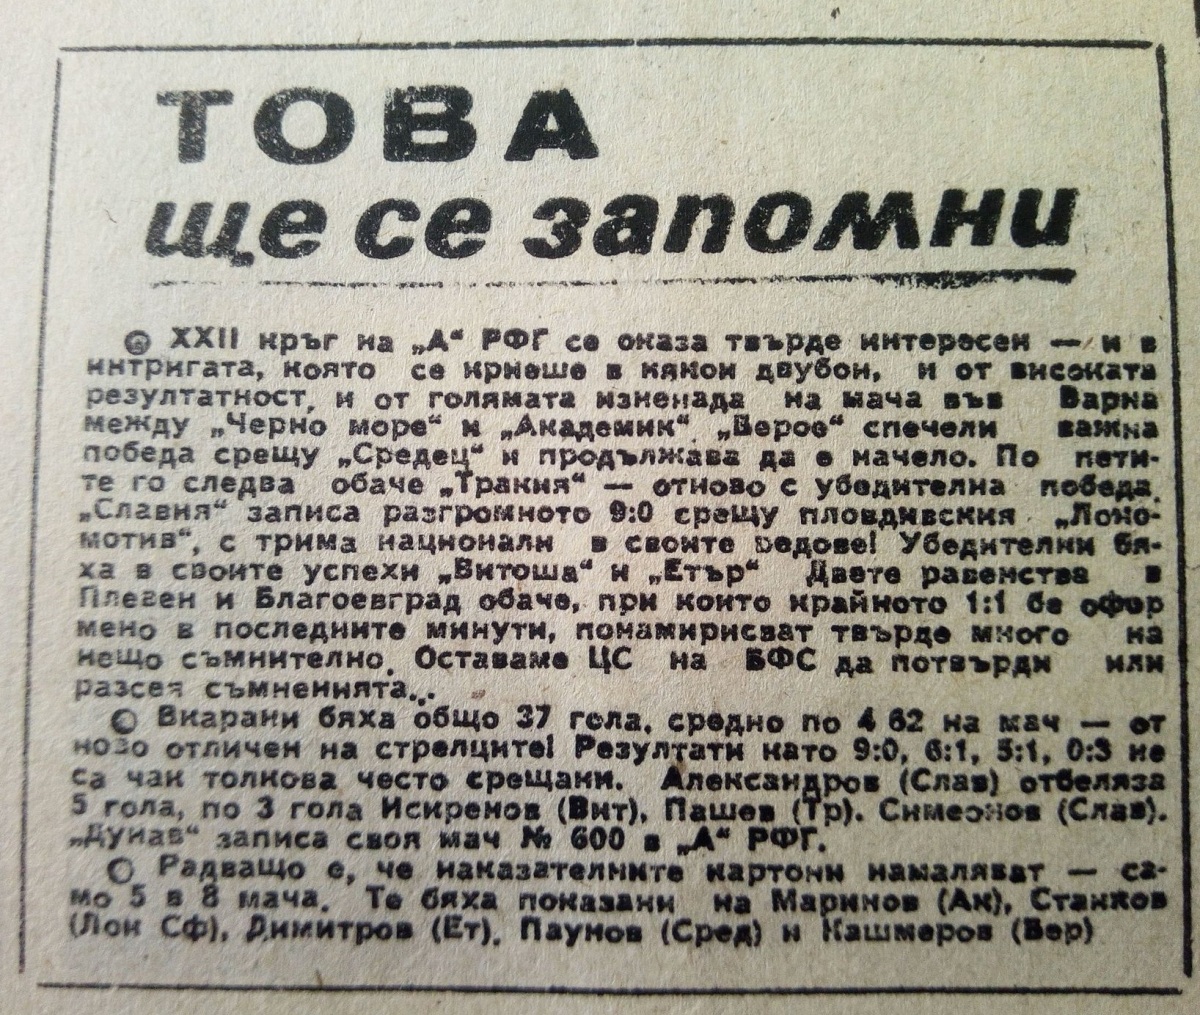 ТОВА
ще се запомни
XXII кръг на „А“ РФГ се оказа твърде интересен — и в
интригата, която се криеше в някои двубои, и от високата
резултатност, и от голямата изненада на мача във Варна
между „Черно море“ и „Академик“. „Берое“ спечели важна
победа срещу „Средец“ и продължава да е начело. По пети-
те го следва обаче „Тракия“ — отново с убедителна победа.
„Славия“ записа разгромното 9:0 срещу пловдивския „Локо-
мотив“, с трима национали в своите редове! Убедителни бя-
ха в своите успехи „Витоша“ и „Етър“ Двете равенства в
Плевен и Благоевград обаче, при които крайното 1:1 бе офор
мено в последните минути, понамирисват твърде много на
нещо съмнително. Оставаме ЦС на БФС да потвърди или
разсея съмненията...
Вкарани бяха общо 37 гола, средно по 4 62 на мач — от
ново отличен на стрелците! Резултати като 9:0, 6:1, 5:1, 0:3 не
са чак толкова често срещани. Александров (Слав) отбеляза
5 гола, по 3 гола Искренов (Вит), Пашев (Тр). Симеонов (Слав).
„Дунав“ записа своя мач № 600 в „А“ РФГ.
Радващо е, че наказателните картони намаляват — са-
мо 5 в 8 мача. Те бяха показани на Маринов (Ак), Станков
(Лок Сф), Димитров (Ет), Паунов (Сред) и Кашмеров (Бер)